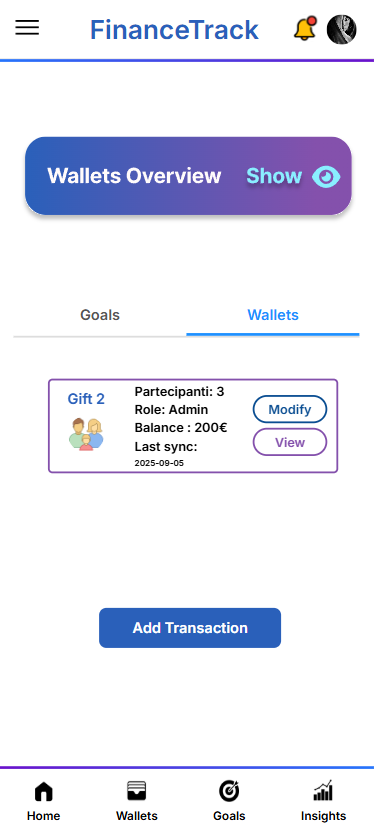 FinanceTrack
Wallets Overview Show
Goals Wallets
Gift 2
Partecipanti: 3
Role: Admin
Balance : 200€
Last sync:
2025-09-05
Modify
View
Add Transaction
Home Wallets Goals Insights